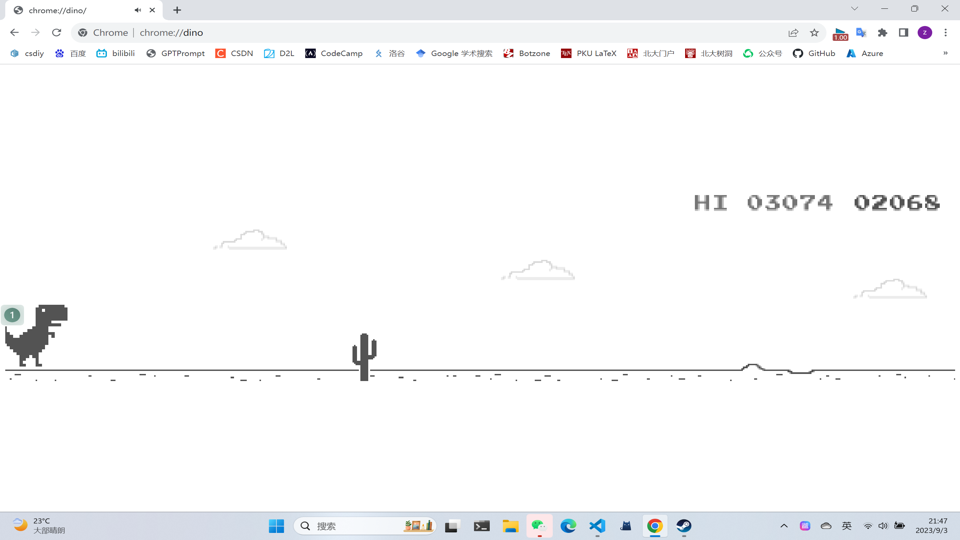 chrome://dino/
Chrome | chrome://dino
1.00
z
csdiy 百度 bilibili GPTPrompt CSDN D2L CodeCamp 洛谷 Google 学术搜索 Botzone PKU LaTeX 北大门户 北大树洞 公众号 GitHub Azure »
HI 03074 02068
1
23°C
大部晴朗
搜索
英
21:47
2023/9/3